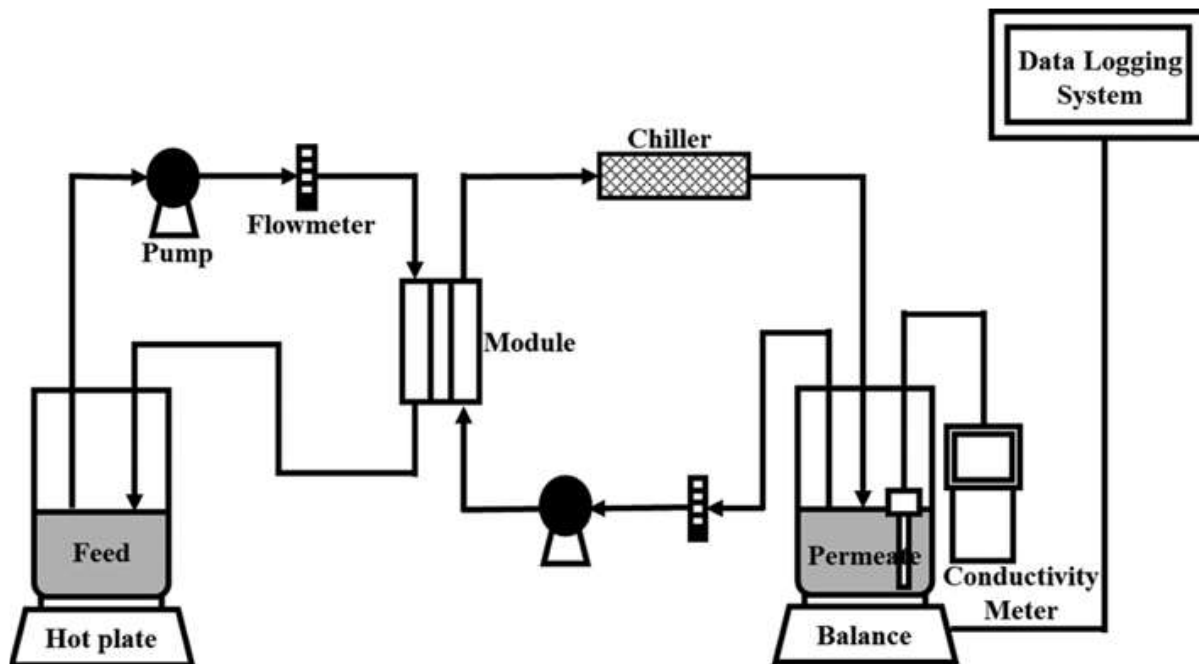 Data Logging
System
Chiller
Flowmeter
Pump
Module
Feed
Permeate
Conductivity
Meter
Hot plate
Balance